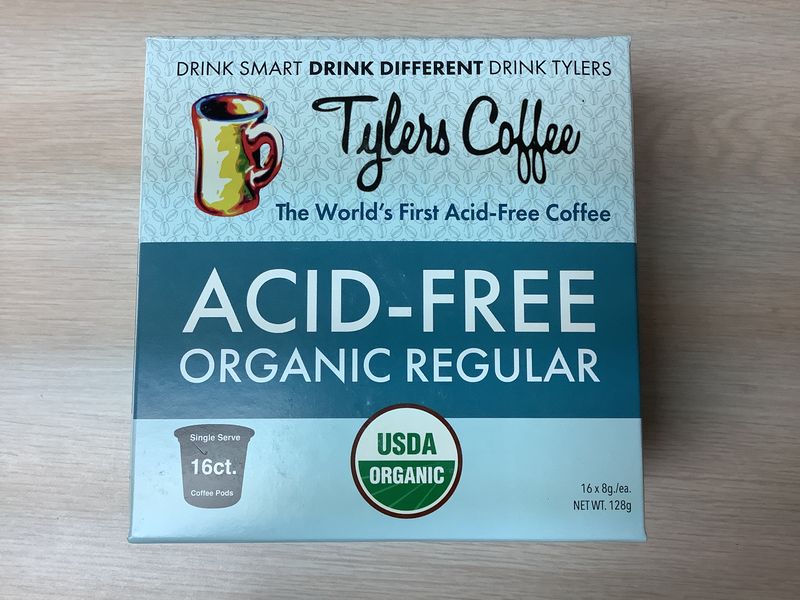 DRINK SMART DRINK DIFFERENT DRINK TYLERS
Tylers Coffee
The World's First Acid-Free Coffee
ACID-FREE
ORGANIC REGULAR
Single Serve
16ct.
Coffee Pods
USDA
ORGANIC
16 x 8g./ea.
NET WT. 128g